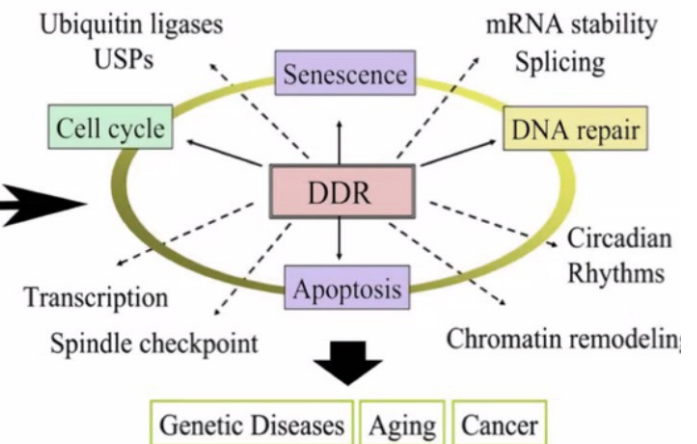 Ubiquitin ligases
USPs
mRNA stability
Splicing
Senescence
Cell cycle
DNA repair
DDR
Circadian
Rhythms
Apoptosis
Transcription
Spindle checkpoint
Chromatin remodeling
Genetic Diseases
Aging
Cancer